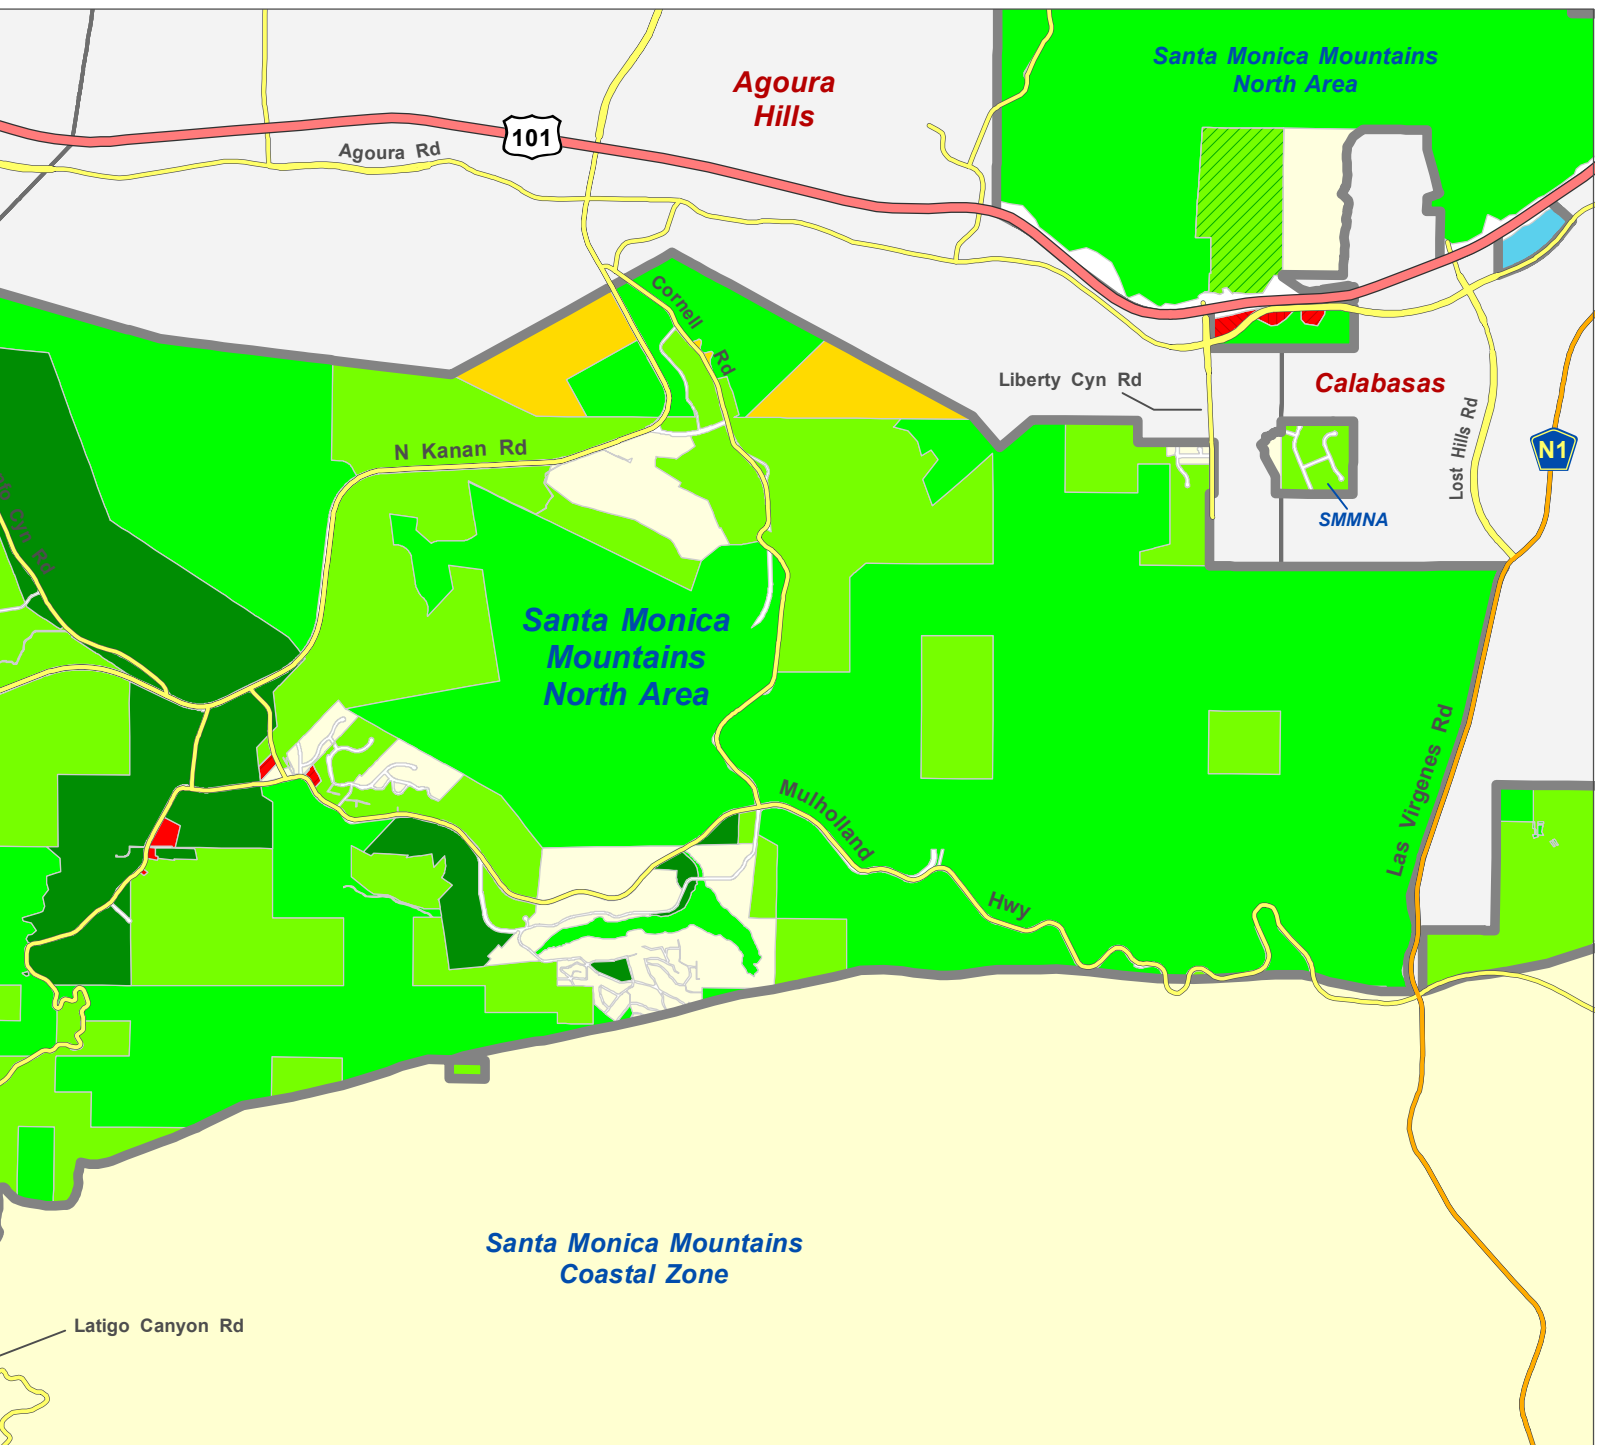 Santa Monica Mountains
North Area
Agoura
Hills
101
Agoura Rd
Cornell Rd
Liberty Cyn Rd
Calabasas
Lost Hills Rd
N1
N Kanan Rd
SMMNA
Cyn Rd
Santa Monica
Mountains
North Area
Las Virgenes Rd
Mulholland Hwy
Santa Monica Mountains
Coastal Zone
Latigo Canyon Rd